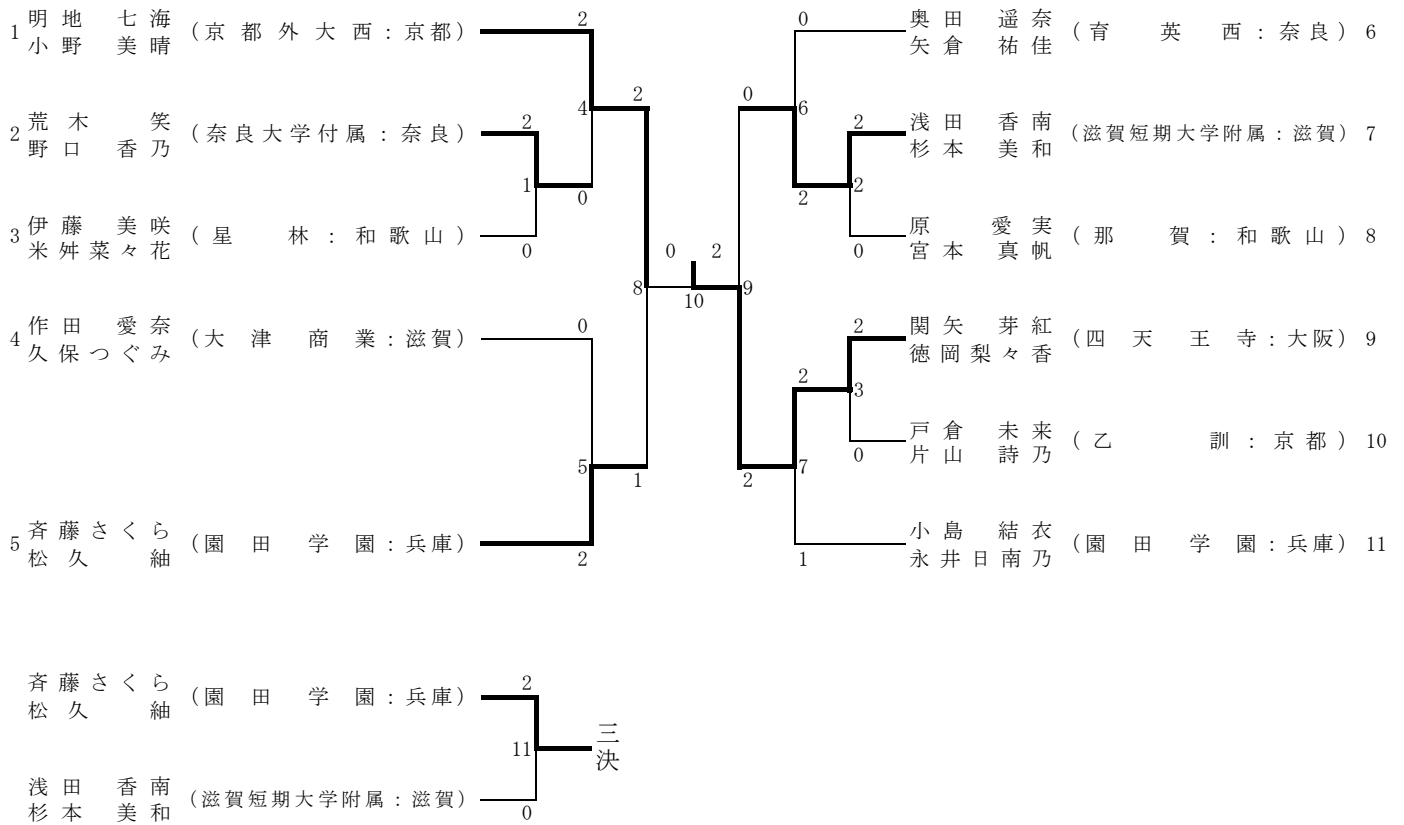 1 明地 七海 (京都外大西:京都) 2
小野 美晴
2 荒木 笑 (奈良大学付属:奈良) 2
野口 香乃
3 伊藤 美咲 (星林:和歌山) 0
米舛菜々花
4 作田 愛奈 (大津商業:滋賀) 0
久保つぐみ
5 斉藤さくら (園田学園:兵庫) 2
松久 紬
1
0
4
2
5
1
8
0 2
10
9
0
6
2
2
3
2
7
2
0 奥田 遥奈 (育英西:奈良) 6
矢倉 祐佳
2 浅田 香南 (滋賀短期大学附属:滋賀) 7
杉本 美和
0 原 愛実 (那賀:和歌山) 8
宮本 真帆
2 関矢 芽紅 (四天王寺:大阪) 9
徳岡梨々香
0 戸倉 未来 (乙訓:京都) 10
片山 詩乃
1 小島 結衣 (園田学園:兵庫) 11
永井日南乃
斉藤さくら (園田学園:兵庫) 2
松久 紬
11 三決
浅田 香南 (滋賀短期大学附属:滋賀) 0
杉本 美和